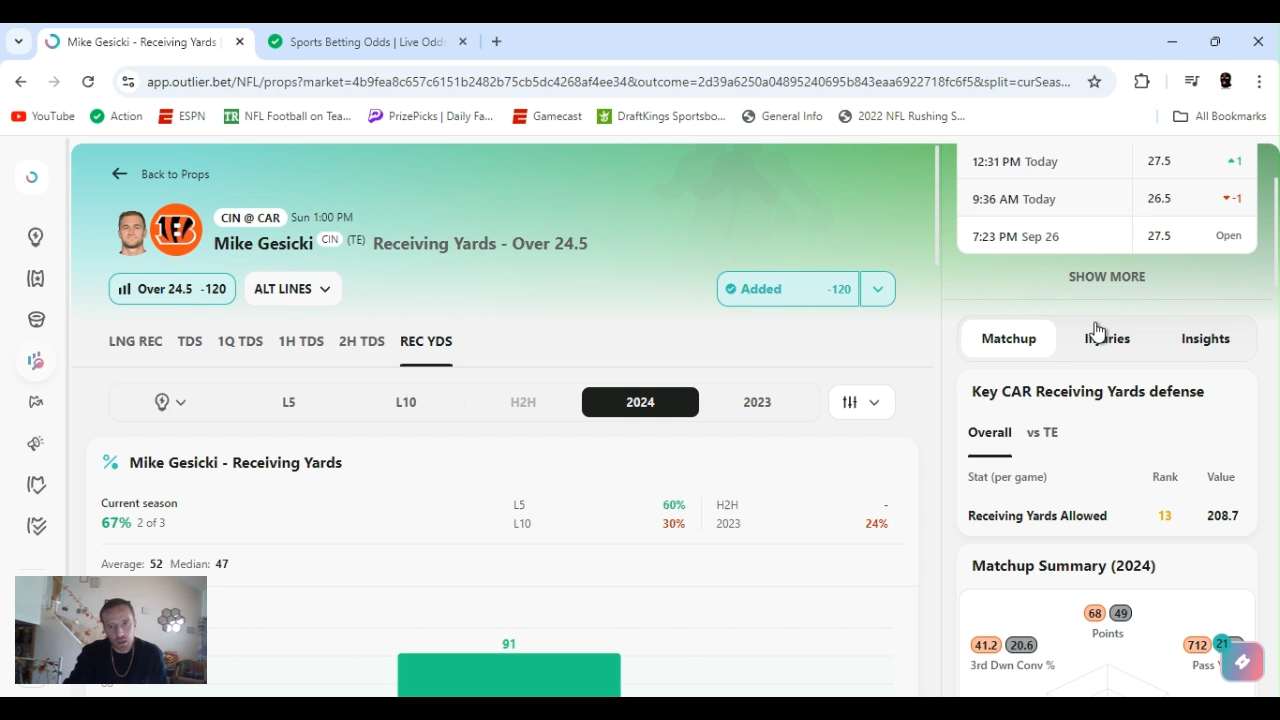 Mike Gesicki - Receiving Yards
Sports Betting Odds | Live Odd
app.outlier.bet/NFL/props?market=4b9fea8c657c6151b2482b75cb5dc4268af4ee34&outcome=2d39a6250a04895240695b843eaa6922718fc6f5&split=curSeas...
YouTube Action ESPN NFL Football on Tea... PrizePicks | Daily Fa... Gamecast DraftKings Sportsbo... General Info 2022 NFL Rushing S... All Bookmarks
Back to Props
CIN @ CAR Sun 1:00 PM
Mike Gesicki CIN (TE) Receiving Yards - Over 24.5
Over 24.5 -120 ALT LINES Added -120
LNG REC TDS 1Q TDS 1H TDS 2H TDS REC YDS
L5 L10 H2H 2024 2023
Mike Gesicki - Receiving Yards
Current season
67% 2 of 3
L5 60% H2H -
L10 30% 2023 24%
Average: 52 Median: 47
91
12:31 PM Today 27.5 1
9:36 AM Today 26.5 -1
7:23 PM Sep 26 27.5 Open
SHOW MORE
Matchup Insights
Key CAR Receiving Yards defense
Overall vs TE
Stat (per game) Rank Value
Receiving Yards Allowed 13 208.7
Matchup Summary (2024)
68 49
Points
41.2 20.6
3rd Dwn Conv %
712 21
Pass